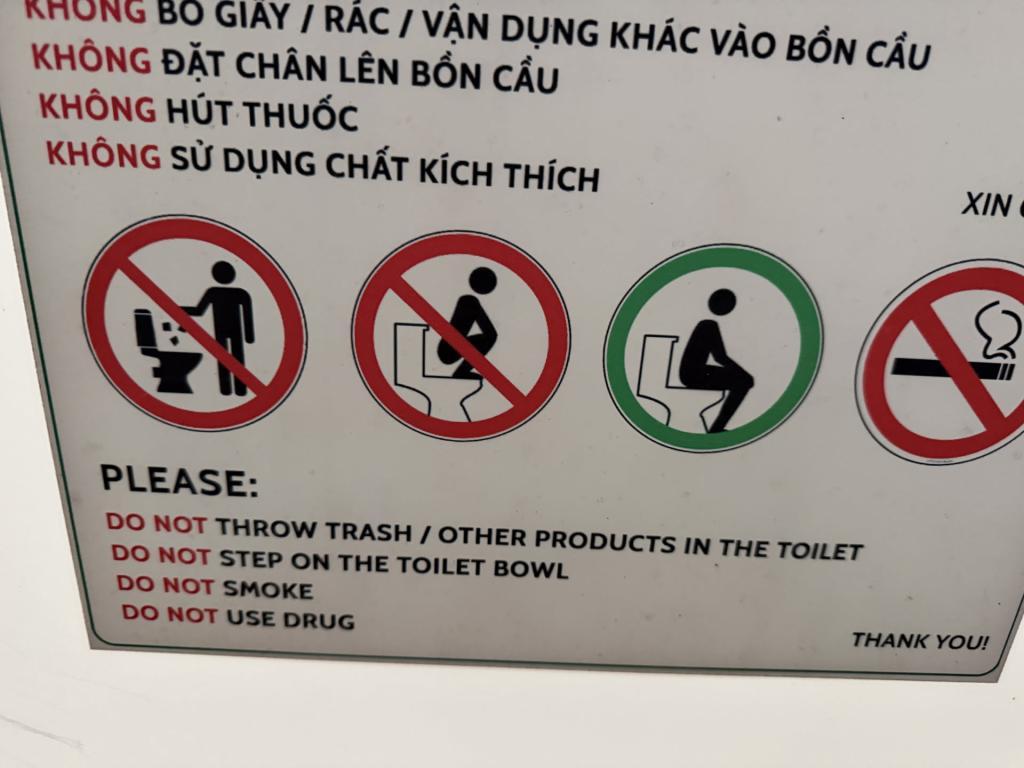 KHÔNG BỎ GIẤY / RÁC / VẬN DỤNG KHÁC VÀO BỒN CẦU
KHÔNG ĐẶT CHÂN LÊN BỒN CẦU
KHÔNG HÚT THUỐC
KHÔNG SỬ DỤNG CHẤT KÍCH THÍCH
XIN
PLEASE:
DO NOT THROW TRASH / OTHER PRODUCTS IN THE TOILET
DO NOT STEP ON THE TOILET BOWL
DO NOT SMOKE
DO NOT USE DRUG
THANK YOU!